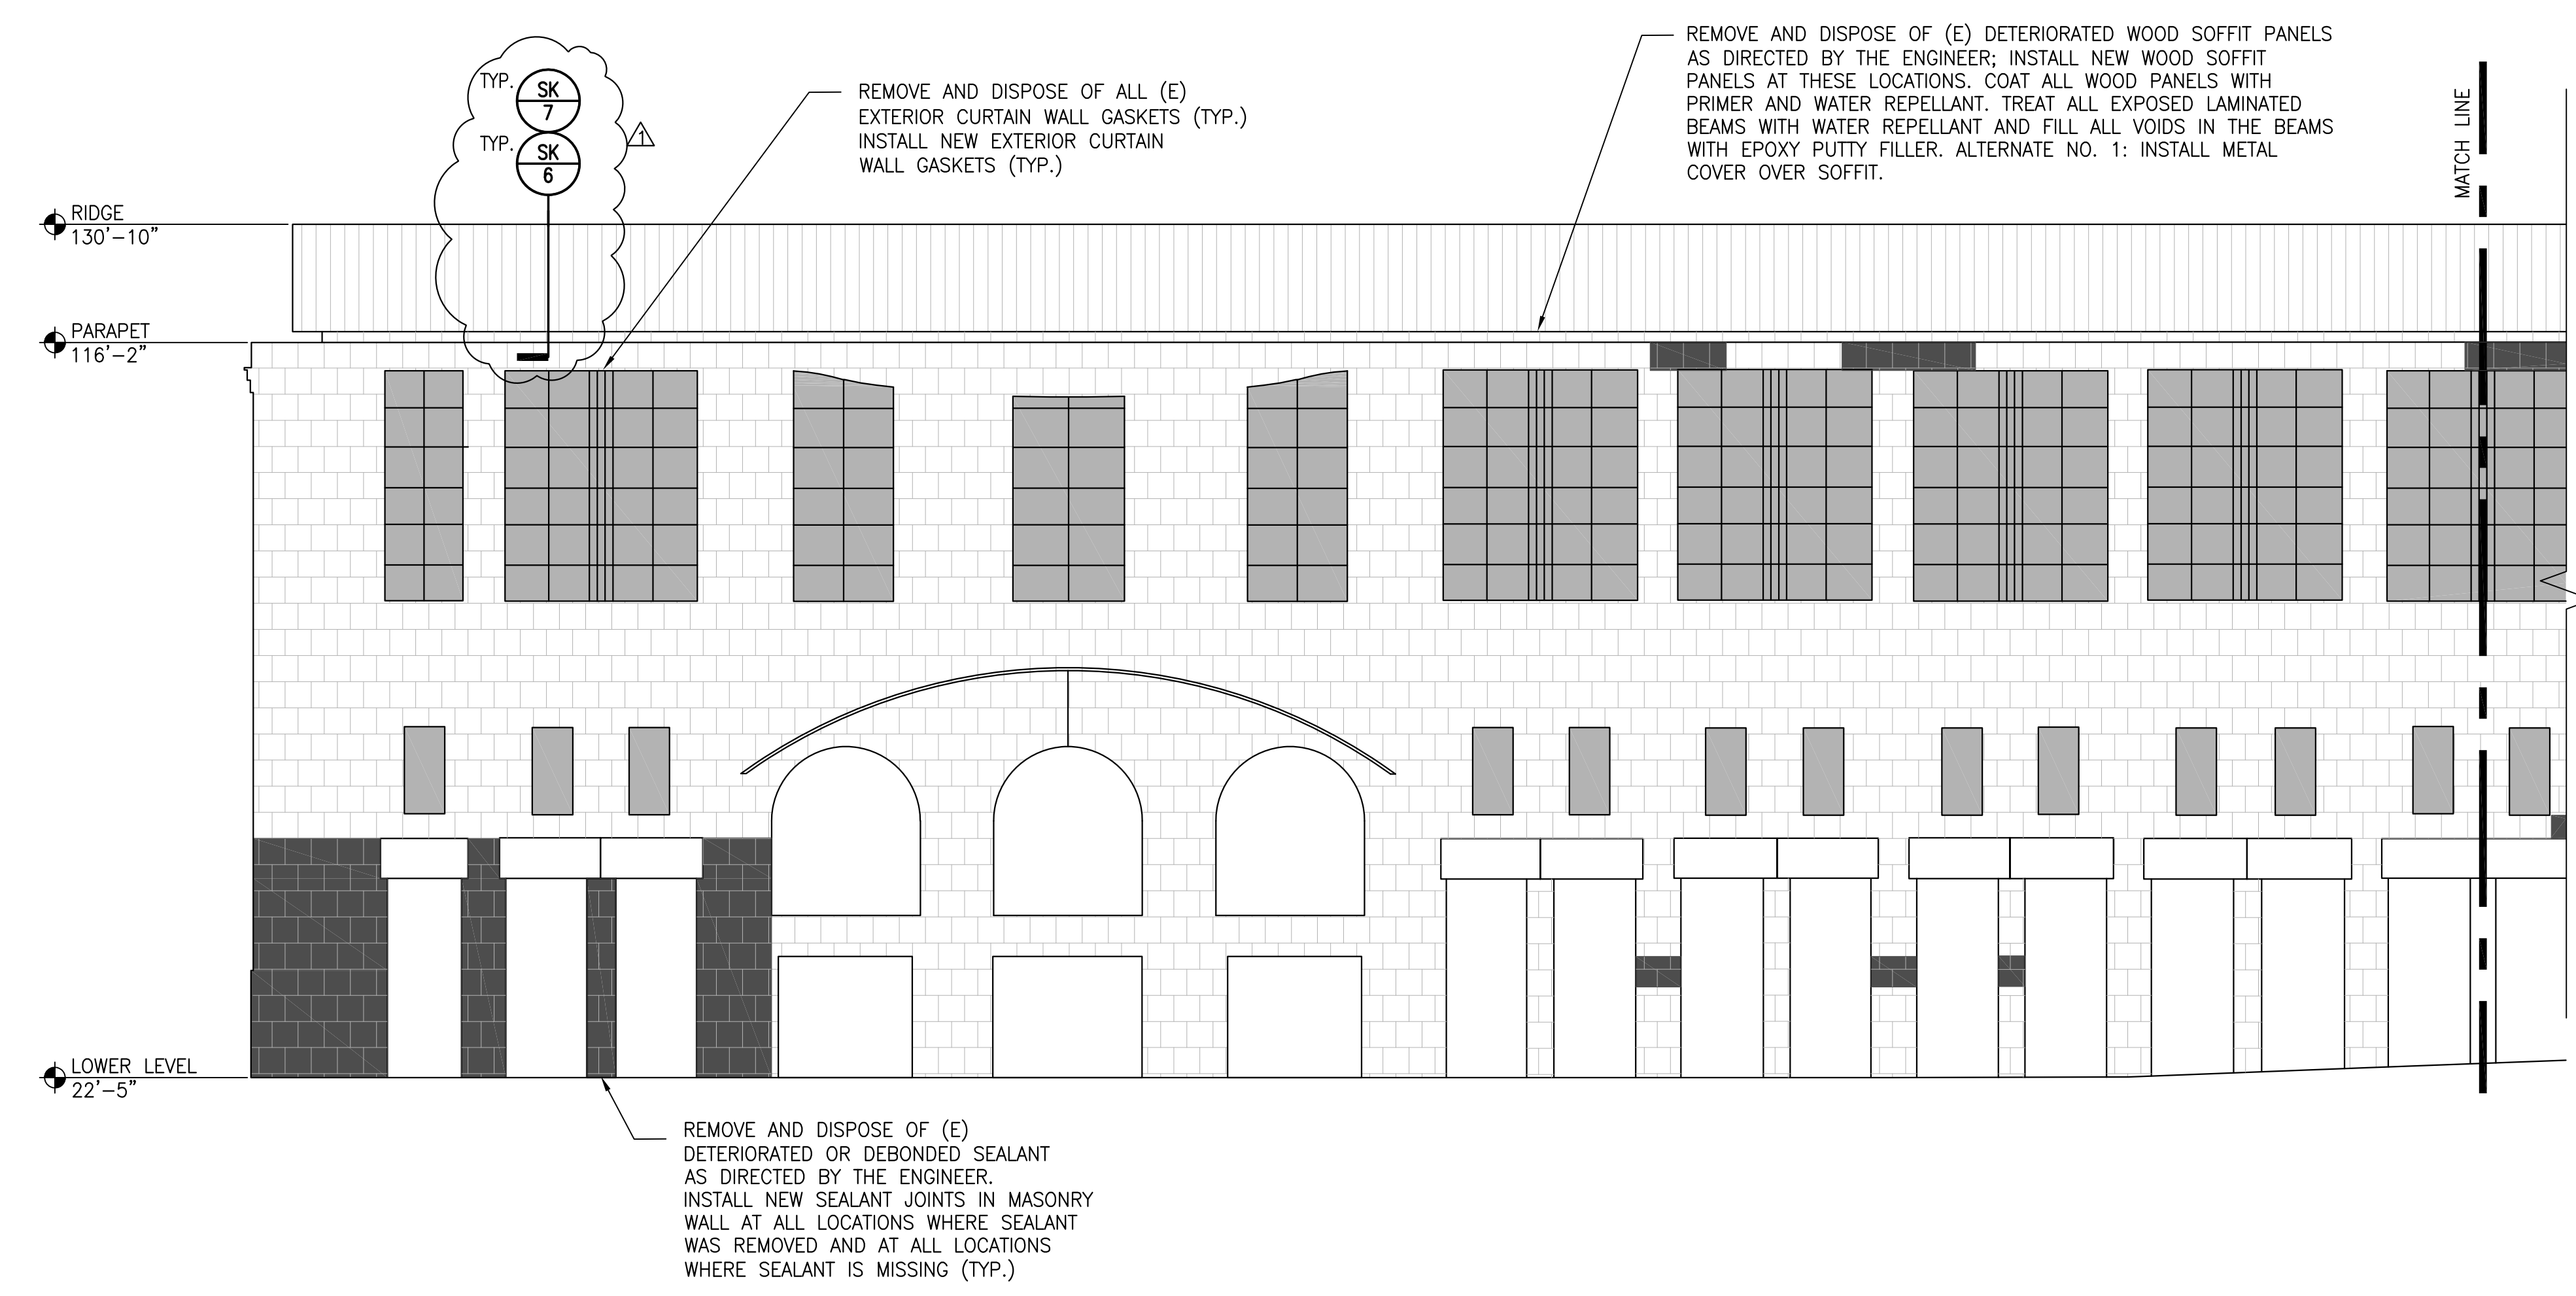 TYP.
SK
7
TYP.
SK
6
1
REMOVE AND DISPOSE OF ALL (E)
EXTERIOR CURTAIN WALL GASKETS (TYP.)
INSTALL NEW EXTERIOR CURTAIN
WALL GASKETS (TYP.)
REMOVE AND DISPOSE OF (E) DETERIORATED WOOD SOFFIT PANELS
AS DIRECTED BY THE ENGINEER; INSTALL NEW WOOD SOFFIT
PANELS AT THESE LOCATIONS. COAT ALL WOOD PANELS WITH
PRIMER AND WATER REPELLANT. TREAT ALL EXPOSED LAMINATED
BEAMS WITH WATER REPELLANT AND FILL ALL VOIDS IN THE BEAMS
WITH EPOXY PUTTY FILLER. ALTERNATE NO. 1: INSTALL METAL
COVER OVER SOFFIT.
MATCH LINE
RIDGE
130'-10"
PARAPET
116'-2"
LOWER LEVEL
22'-5"
REMOVE AND DISPOSE OF (E)
DETERIORATED OR DEBONDED SEALANT
AS DIRECTED BY THE ENGINEER.
INSTALL NEW SEALANT JOINTS IN MASONRY
WALL AT ALL LOCATIONS WHERE SEALANT
WAS REMOVED AND AT ALL LOCATIONS
WHERE SEALANT IS MISSING (TYP.)